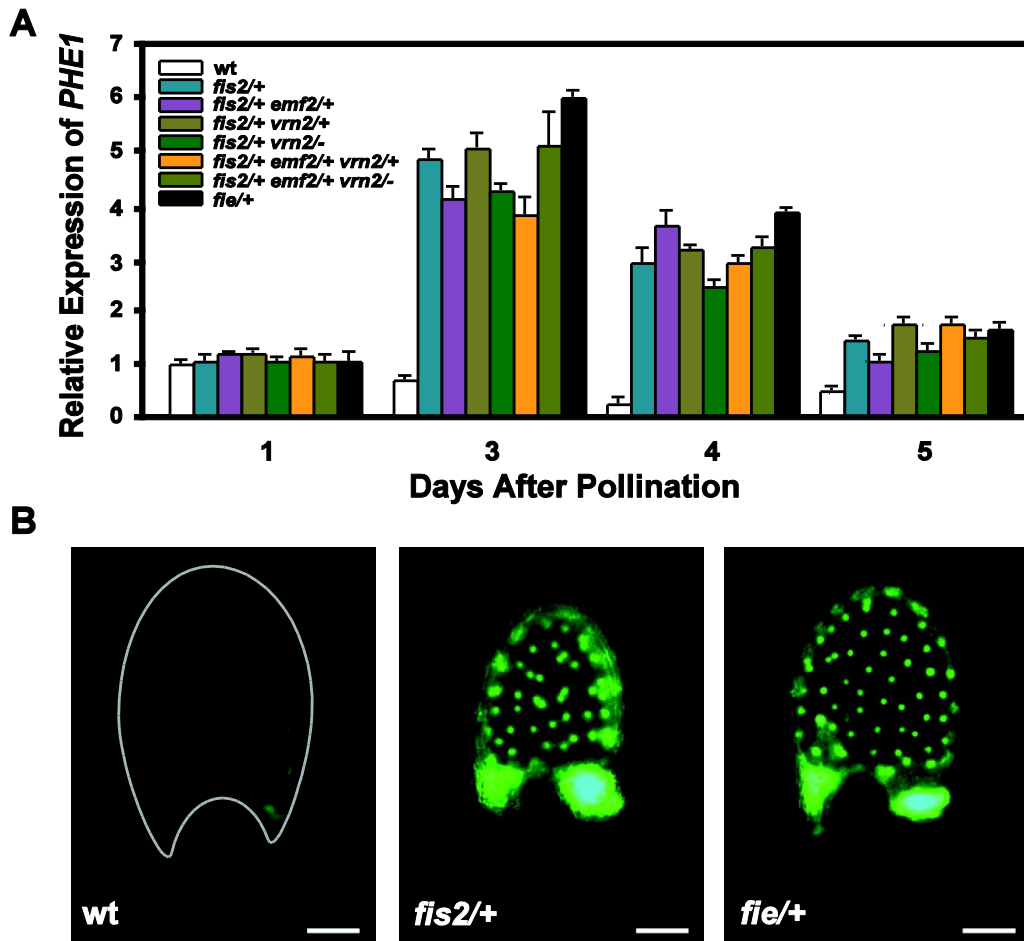 A
Relative Expression of PHE1
7
6
5
4
3
2
1
0
wt
fis2/+
fis2/+ emf2/+
fis2/+ vrn2/+
fis2/+ vrn2/-
fis2/+ emf2/+ vrn2/+
fis2/+ emf2/+ vrn2/-
fie/+
1 3 4 5
Days After Pollination
B
wt
fis2/+
fie/+